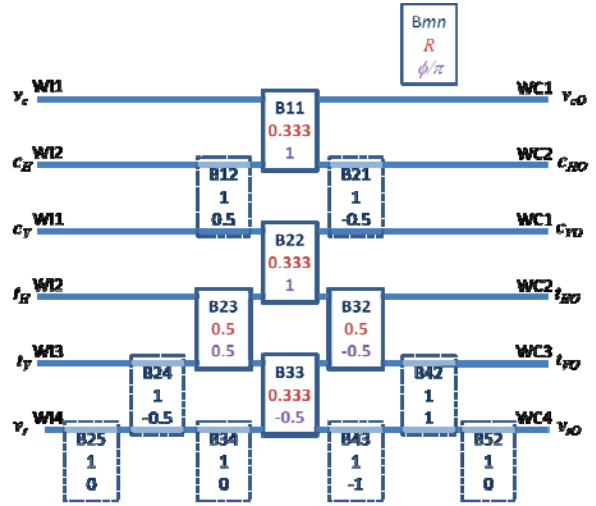 Bmn
R
ϕ/π
v_c WI1
WC1 v_cO
B11
0.333
1
c_H WI2
WC2 c_HO
B12
1
0.5
B21
1
-0.5
c_V WI1
WC1 c_VO
B22
0.333
1
t_H WI2
WC2 t_HO
B23
0.5
0.5
B32
0.5
-0.5
t_V WI3
WC3 t_VO
B24
1
-0.5
B33
0.333
-0.5
B42
1
1
WI4
WC4
B25
1
0
B34
1
0
B43
1
-1
B52
1
0